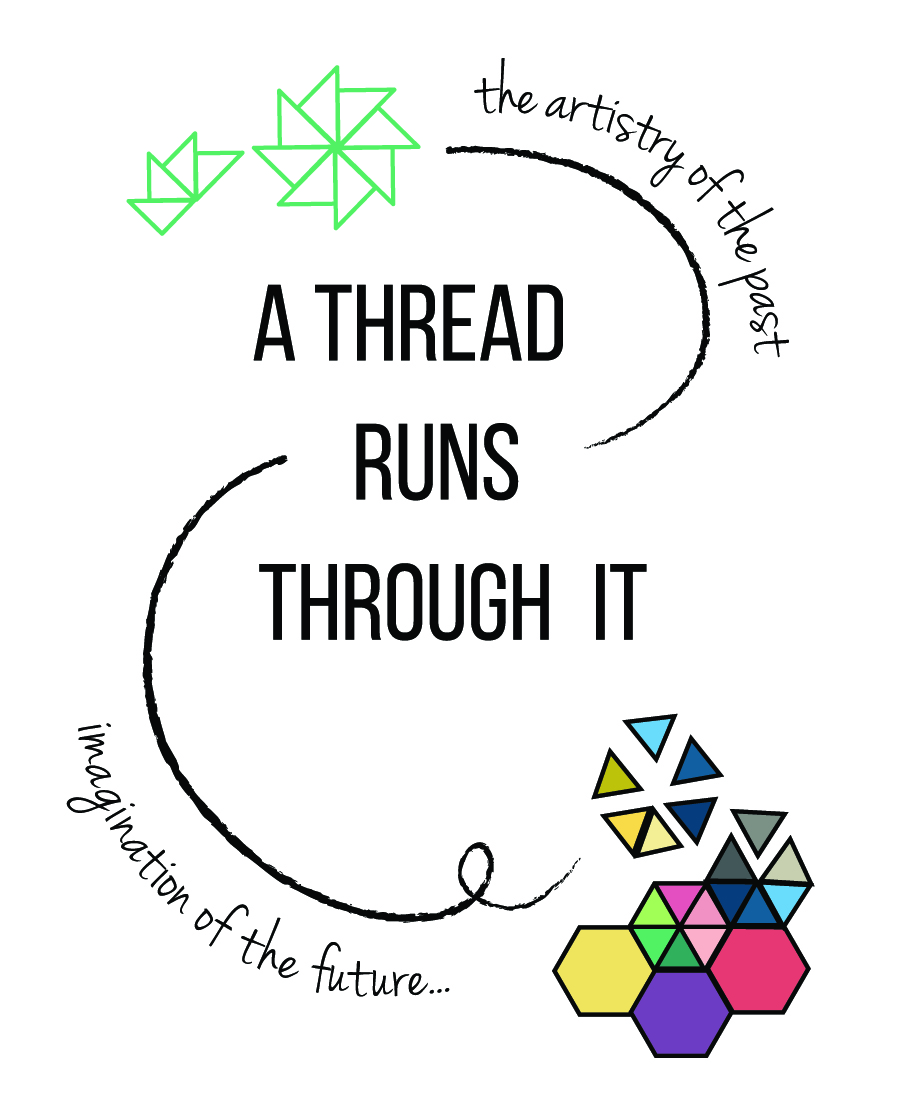 the artistry of the past
A THREAD
RUNS
THROUGH IT
imagination of the future...